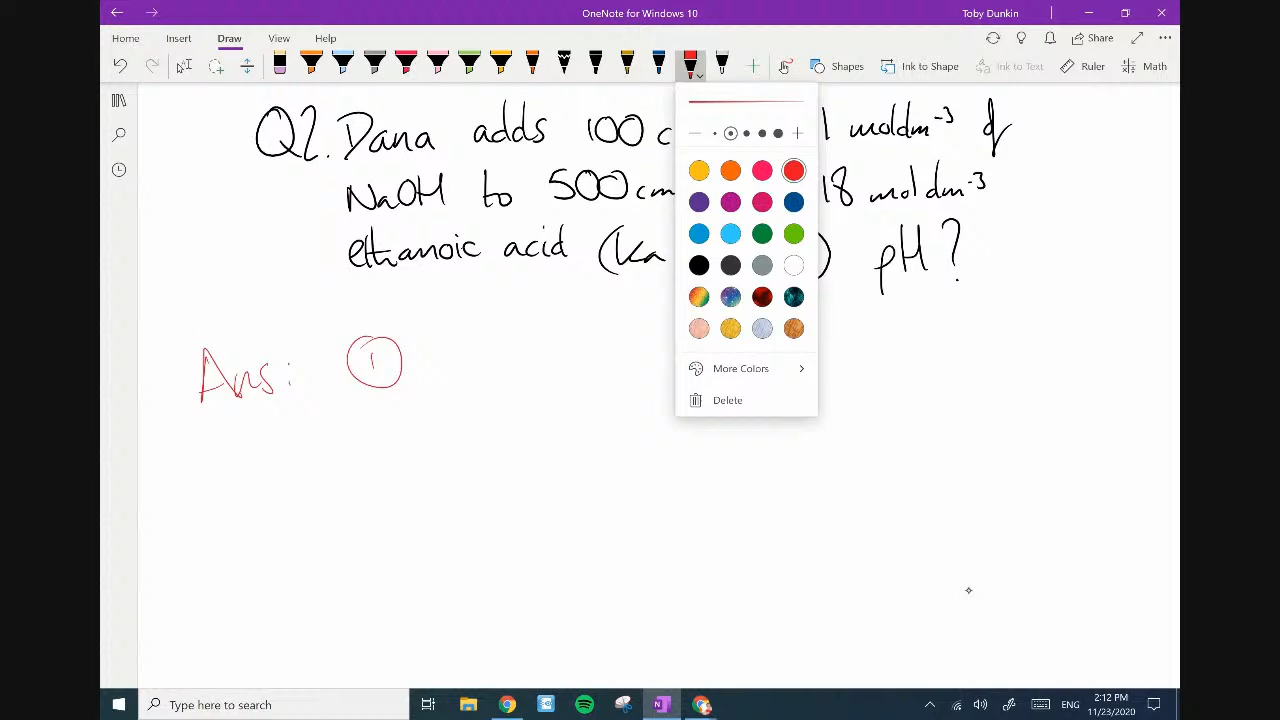 OneNote for Windows 10
Toby Dunkin
Home Insert Draw View Help
Share
Shapes Ink to Shape Ink to Text Ruler Math
Q2. Dana adds 100 c 1 moldm⁻³ of
NaOH to 500cm 18 moldm⁻³
ethanoic acid (ka ) pH?
Ans: ①
More Colors
Delete
Type here to search
ENG
2:12 PM
11/23/2020